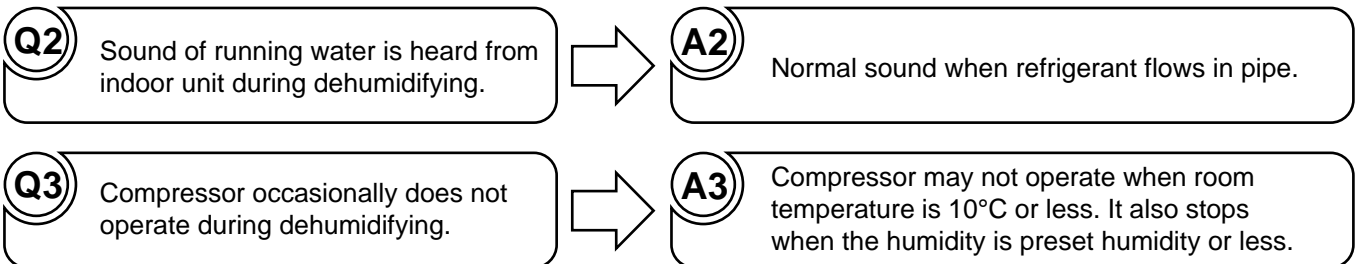 Q2
Sound of running water is heard from
indoor unit during dehumidifying.
A2
Normal sound when refrigerant flows in pipe.
Q3
Compressor occasionally does not
operate during dehumidifying.
A3
Compressor may not operate when room
temperature is 10°C or less. It also stops
when the humidity is preset humidity or less.